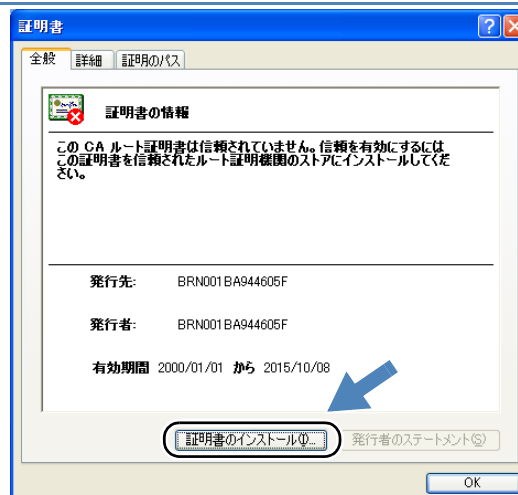 証明書
全般 詳細 証明のパス
証明書の情報
この CA ルート証明書は信頼されていません。信頼を有効にするには
この証明書を信頼されたルート証明機関のストアにインストールしてくだ
さい。
発行先: BRN001BA944605F
発行者: BRN001BA944605F
有効期間 2000/01/01 から 2015/10/08
証明書のインストール(I)... 発行者のステートメント(S)
OK